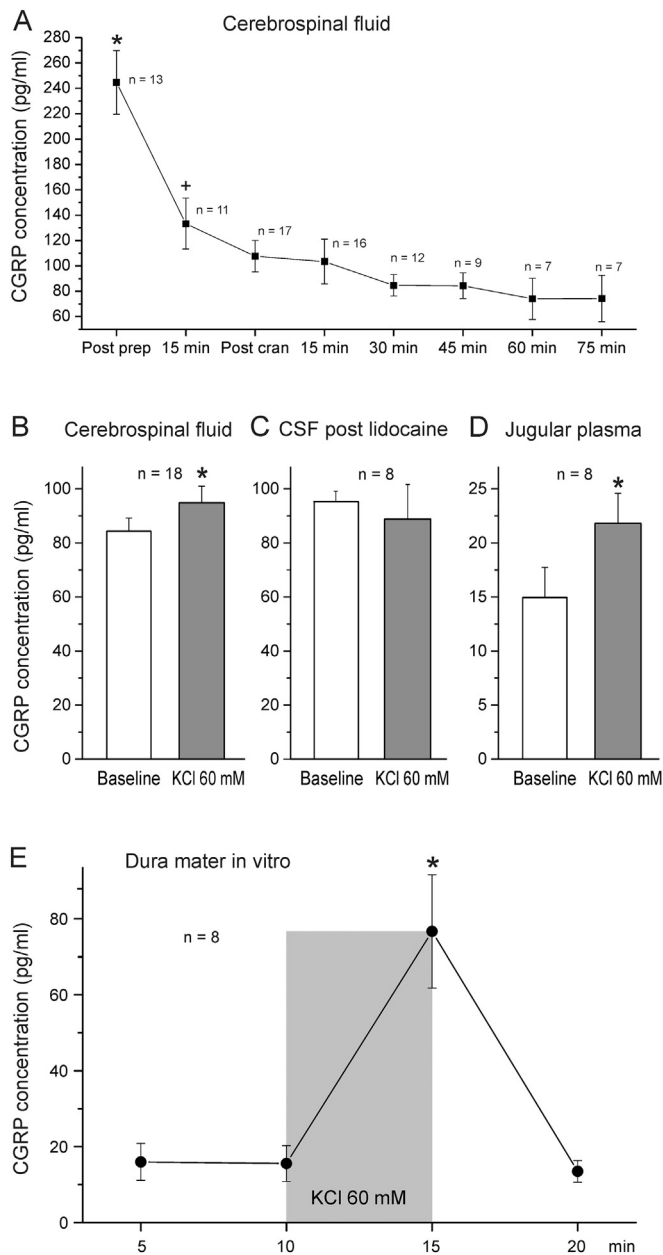 A
Cerebrospinal fluid
CGRP concentration (pg/ml)
280
260
240
220
200
180
160
140
120
100
80
60
*
n = 13
+
n = 11
n = 17
n = 16
n = 12
n = 9
n = 7
n = 7
Post prep 15 min Post cran 15 min 30 min 45 min 60 min 75 min
B Cerebrospinal fluid
CGRP concentration (pg/ml)
100
80
60
40
20
0
n = 18 *
Baseline KCl 60 mM
C CSF post lidocaine
100
80
60
40
20
0
n = 8
Baseline KCl 60 mM
D Jugular plasma
25
20
15
10
5
0
n = 8 *
Baseline KCl 60 mM
E
Dura mater in vitro
CGRP concentration (pg/ml)
80
60
40
20
0
n = 8
*
KCl 60 mM
5 10 15 20 min